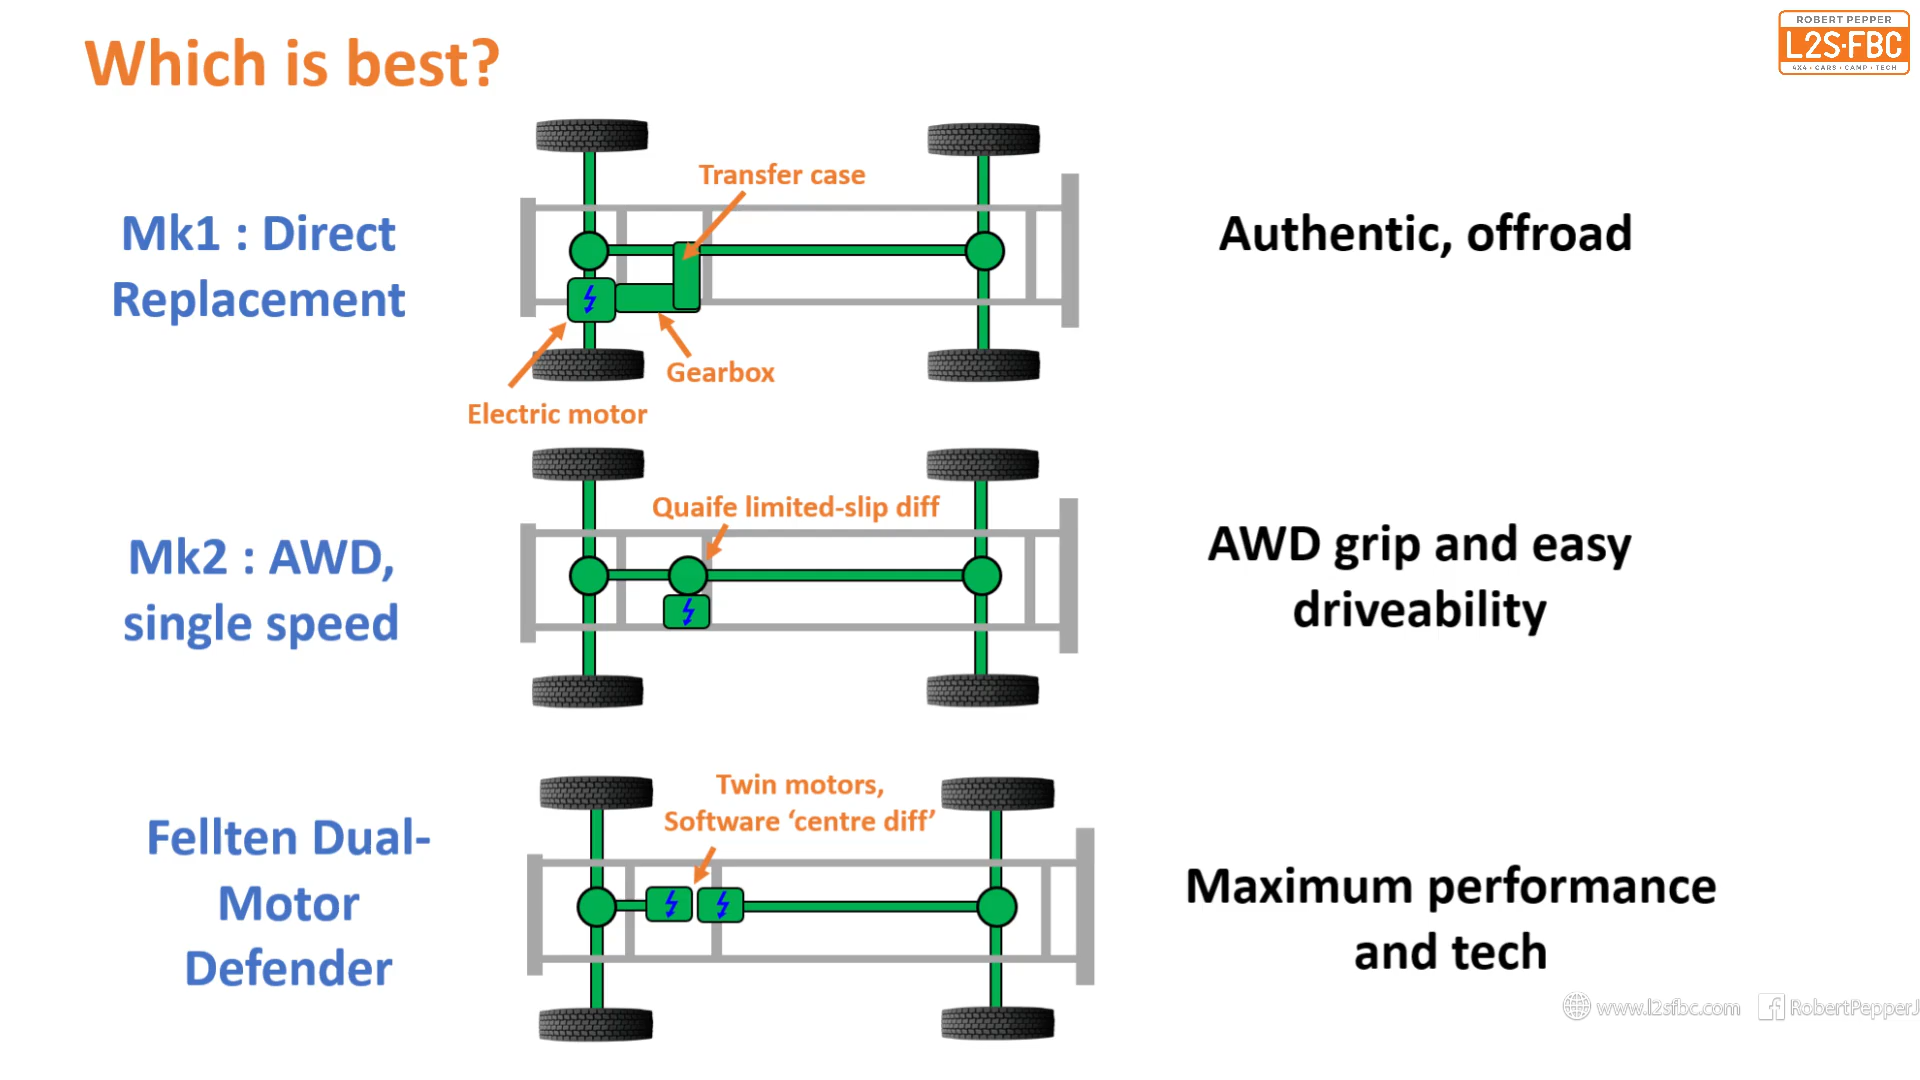 Which is best?
ROBERT PEPPER
L2S·FBC
4X4 • CARS • CAMP • TECH
Transfer case
Mk1 : Direct
Replacement
Authentic, offroad
Gearbox
Electric motor
Quaife limited-slip diff
Mk2 : AWD,
single speed
AWD grip and easy
driveability
Twin motors,
Software ‘centre diff’
Fellten Dual-
Motor
Defender
Maximum performance
and tech
www.l2sfbc.com
RobertPepperJ